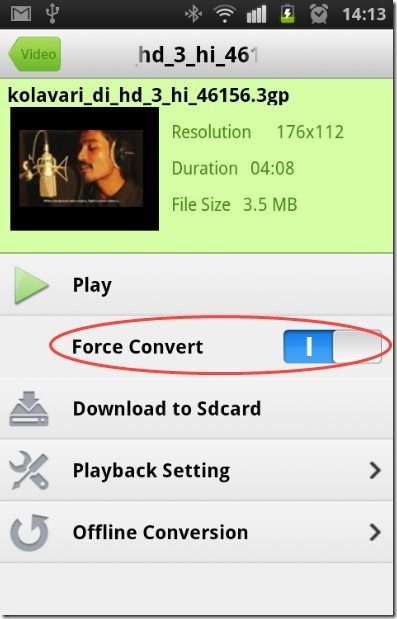 14:13
Video
hd_3_hi_461
kolavari_di_hd_3_hi_46156.3gp
Resolution 176x112
Duration 04:08
File Size 3.5 MB
Play
Force Convert
Download to Sdcard
Playback Setting
Offline Conversion